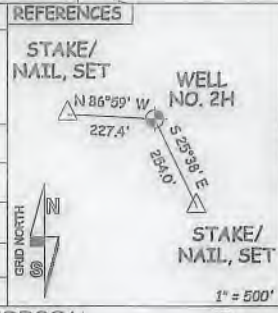 REFERENCES
STAKE/
NAIL, SET
WELL
NO. 2H
N 86°59' W
227.4'
S 25°38' E
254.0'
GRID NORTH
N
S
STAKE/
NAIL, SET
1" = 500'